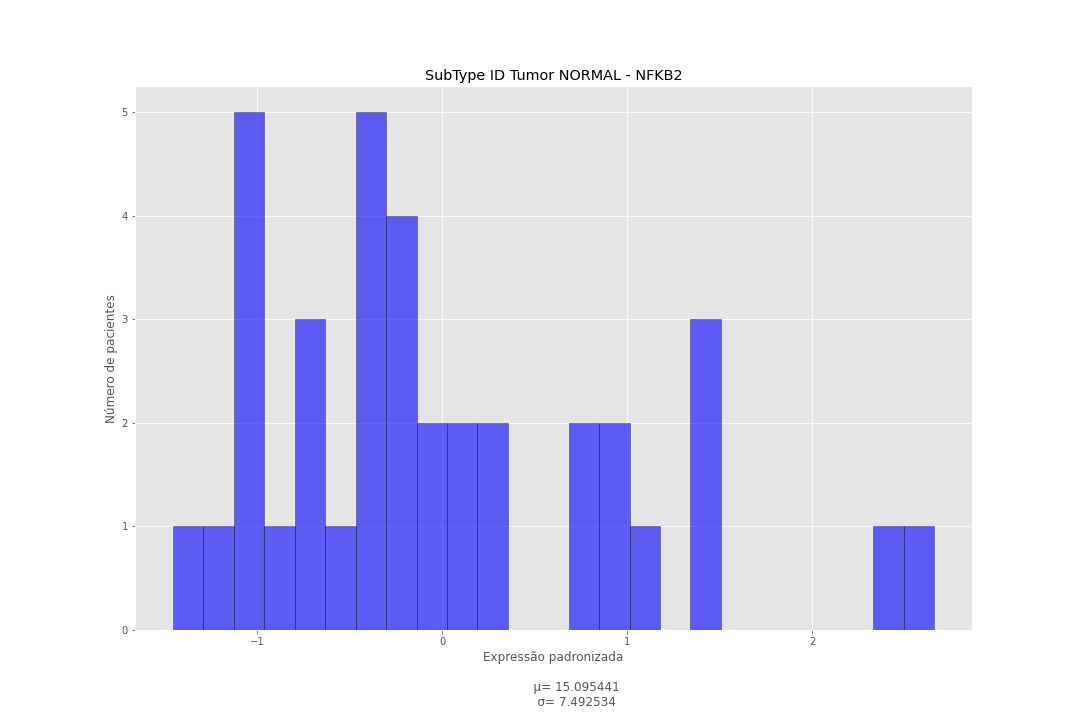 SubType ID Tumor NORMAL - NFKB2
5
4
3
2
1
0
Número de pacientes
−1
0
1
2
Expressão padronizada
μ= 15.095441
σ= 7.492534